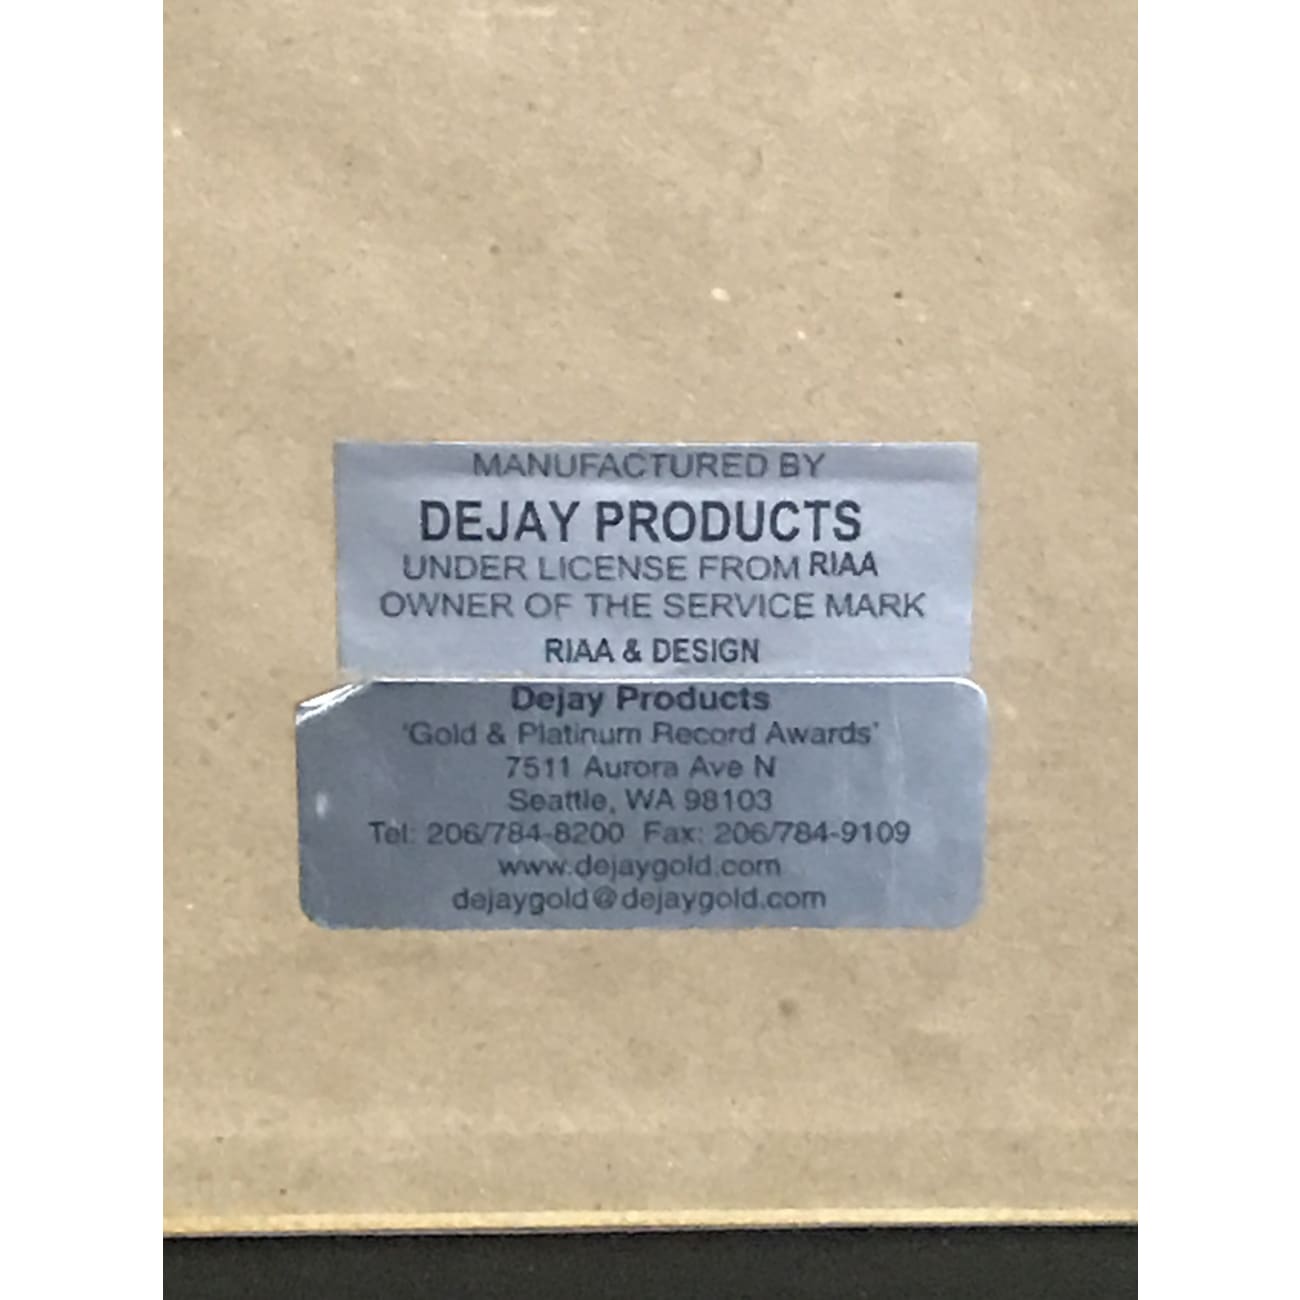 MANUFACTURED BY
DEJAY PRODUCTS
UNDER LICENSE FROM RIAA
OWNER OF THE SERVICE MARK
RIAA & DESIGN
Dejay Products
'Gold & Platinum Record Awards'
7511 Aurora Ave N
Seattle, WA 98103
Tel: 206/784-8200 Fax: 206/784-9109
www.dejaygold.com
dejaygold@dejaygold.com